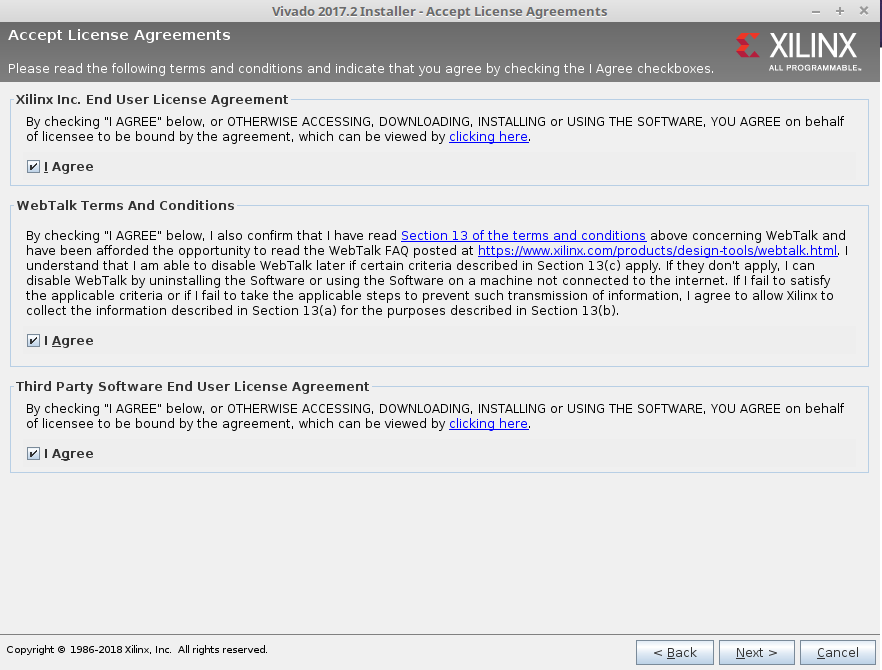 Vivado 2017.2 Installer - Accept License Agreements
Accept License Agreements
Please read the following terms and conditions and indicate that you agree by checking the I Agree checkboxes.
XILINX
ALL PROGRAMMABLE™
Xilinx Inc. End User License Agreement
By checking "I AGREE" below, or OTHERWISE ACCESSING, DOWNLOADING, INSTALLING or USING THE SOFTWARE, YOU AGREE on behalf
of licensee to be bound by the agreement, which can be viewed by clicking here.
I Agree
WebTalk Terms And Conditions
By checking "I AGREE" below, I also confirm that I have read Section 13 of the terms and conditions above concerning WebTalk and
have been afforded the opportunity to read the WebTalk FAQ posted at https://www.xilinx.com/products/design-tools/webtalk.html. I
understand that I am able to disable WebTalk later if certain criteria described in Section 13(c) apply. If they don't apply, I can
disable WebTalk by uninstalling the Software or using the Software on a machine not connected to the internet. If I fail to satisfy
the applicable criteria or if I fail to take the applicable steps to prevent such transmission of information, I agree to allow Xilinx to
collect the information described in Section 13(a) for the purposes described in Section 13(b).
I Agree
Third Party Software End User License Agreement
By checking "I AGREE" below, or OTHERWISE ACCESSING, DOWNLOADING, INSTALLING or USING THE SOFTWARE, YOU AGREE on behalf
of licensee to be bound by the agreement, which can be viewed by clicking here.
I Agree
Copyright © 1986-2018 Xilinx, Inc. All rights reserved.
< Back
Next >
Cancel